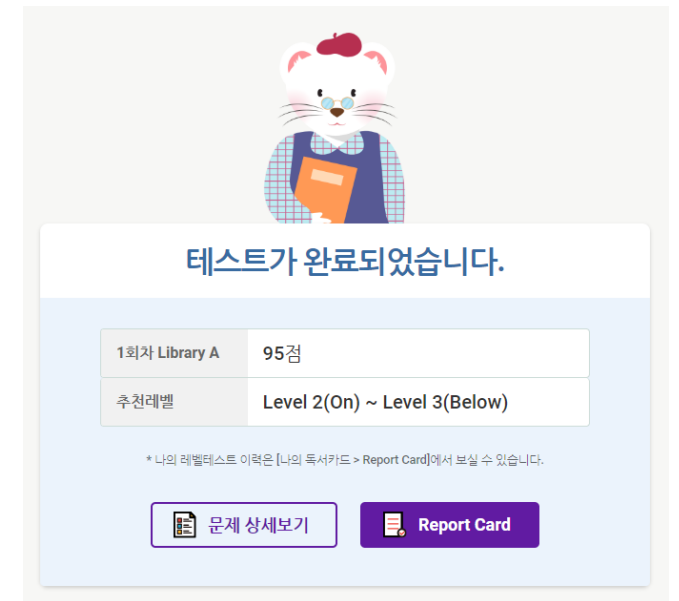 테스트가 완료되었습니다.
1회차 Library A 95점
추천레벨 Level 2(On) ~ Level 3(Below)
* 나의 레벨테스트 이력은 [나의 독서카드 > Report Card]에서 보실 수 있습니다.
문제 상세보기 Report Card